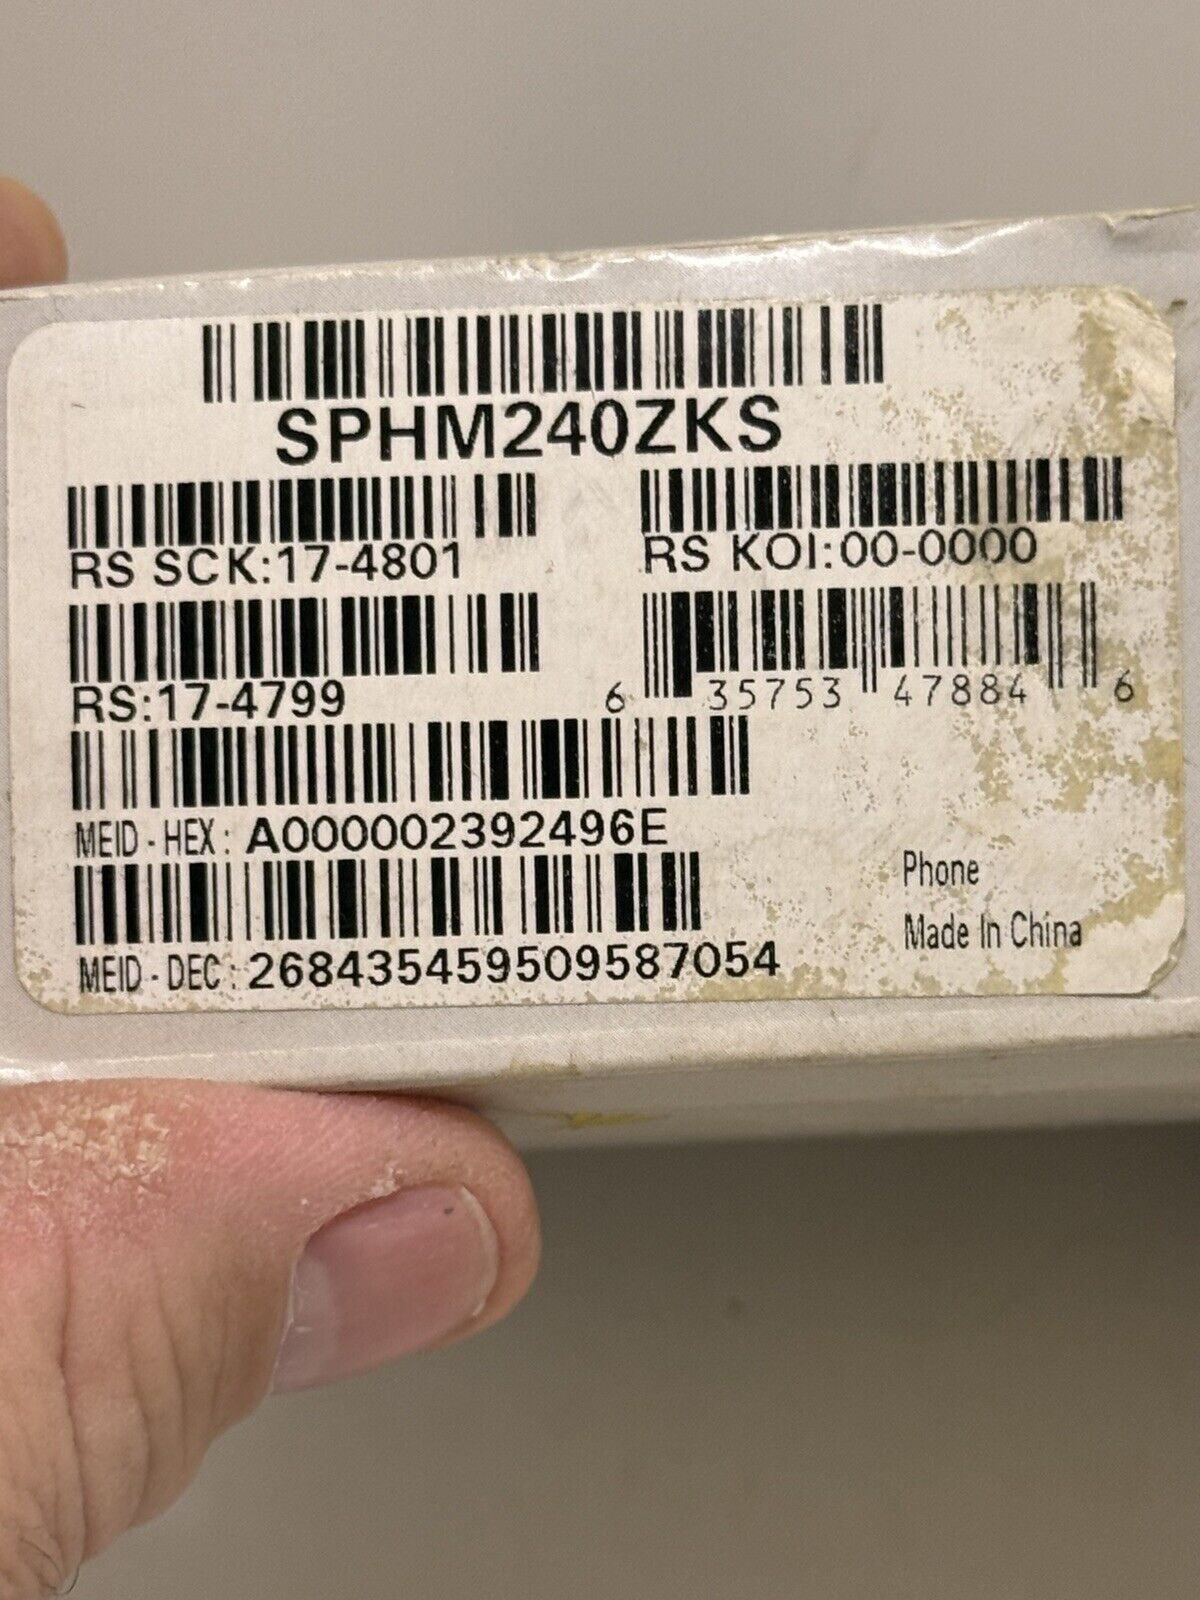 SPHM240ZKS
RS SCK:17-4801
RS KOI:00-0000
RS:17-4799
6 35753 47884 6
MEID - HEX : A000002392496E
MEID - DEC : 268435459509587054
Phone
Made In China